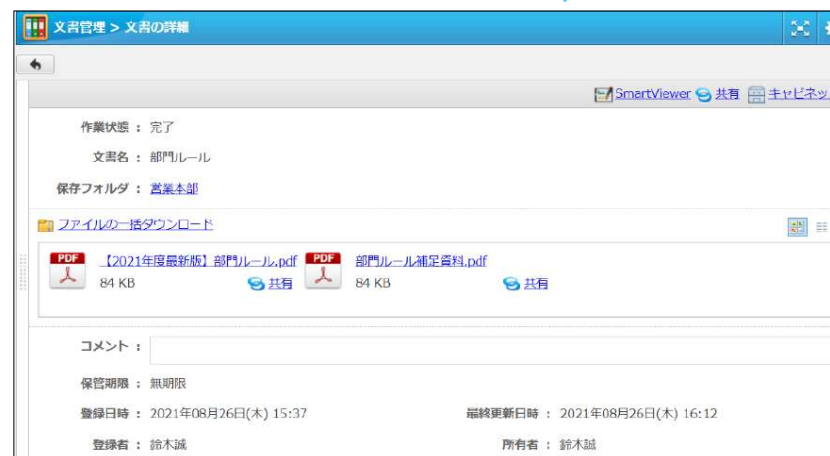 文書管理 > 文書の詳細
SmartViewer 共有 キャビネッ
作業状態 : 完了
文書名 : 部門ルール
保存フォルダ : 営業本部
ファイルの一括ダウンロード
PDF 【2021年度最新版】部門ルール.pdf PDF 部門ルール補足資料.pdf
84 KB 共有 84 KB 共有
コメント :
保管期限 : 無期限
登録日時 : 2021年08月26日(木) 15:37 最終更新日時 : 2021年08月26日(木) 16:12
登録者 : 鈴木誠 所有者 : 鈴木誠